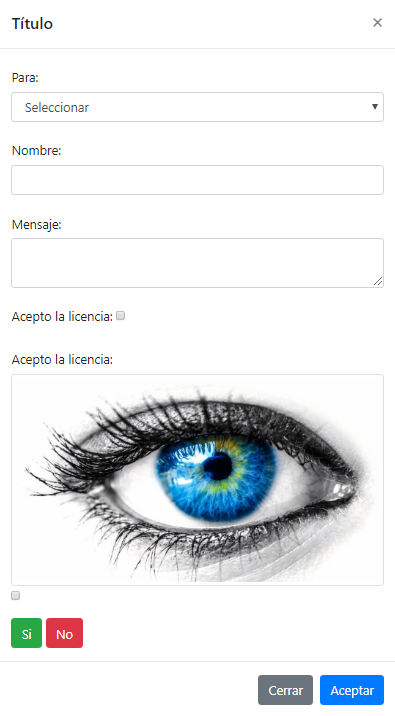 Título
×
Para:
Seleccionar
Nombre:
Mensaje:
Acepto la licencia:
Acepto la licencia:
Si No
Cerrar Aceptar